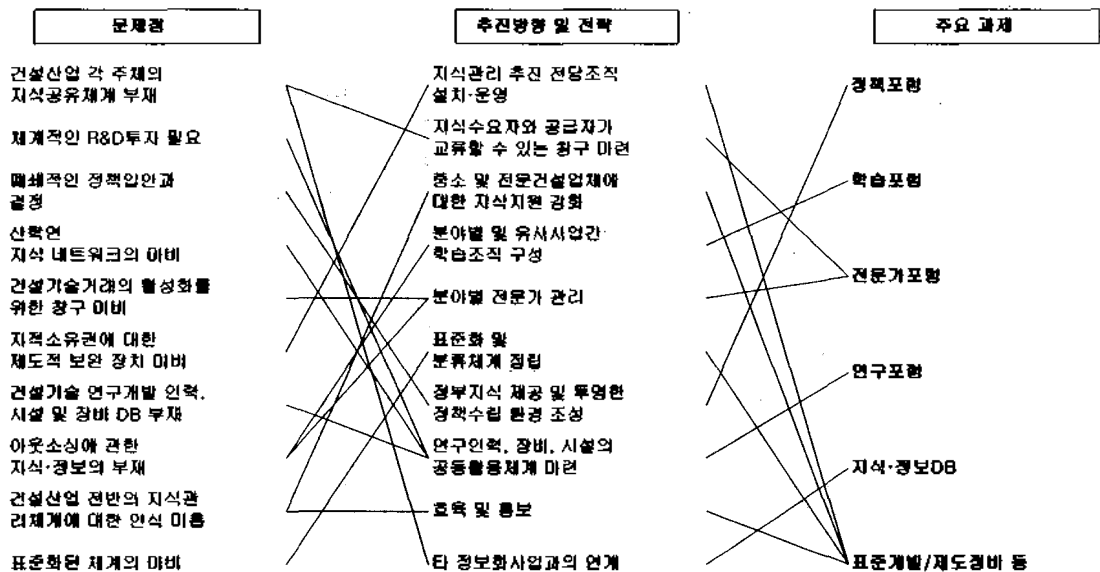 문제점
건설산업 각 주체의
지식공유체계 부재
체계적인 R&D투자 필요
폐쇄적인 정책입안과
결정
산학연
지식 네트워크의 미비
건설기술거래의 활성화를
위한 창구 미비
지적소유권에 대한
제도적 보완 장치 미비
건설기술 연구개발 인력,
시설 및 장비 DB 부재
아웃소싱에 관한
지식·정보의 부재
건설산업 전반의 지식관
리체계에 대한 인식 미흡
표준화된 체계의 미비
추진방향 및 전략
지식관리 추진 전담조직
설치·운영
지식수요자와 공급자가
교류할 수 있는 창구 마련
중소 및 전문건설업체에
대한 지식지원 강화
분야별 및 유사사업간
학습조직 구성
분야별 전문가 관리
표준화 및
분류체계 정립
정부지식 제공 및 투명한
정책수립 환경 조성
연구인력, 장비, 시설의
공동활용체계 마련
교육 및 홍보
타 정보화사업과의 연계
주요 과제
정책포럼
학습포럼
전문가포럼
연구포럼
지식·정보DB
표준개발/제도정비 등